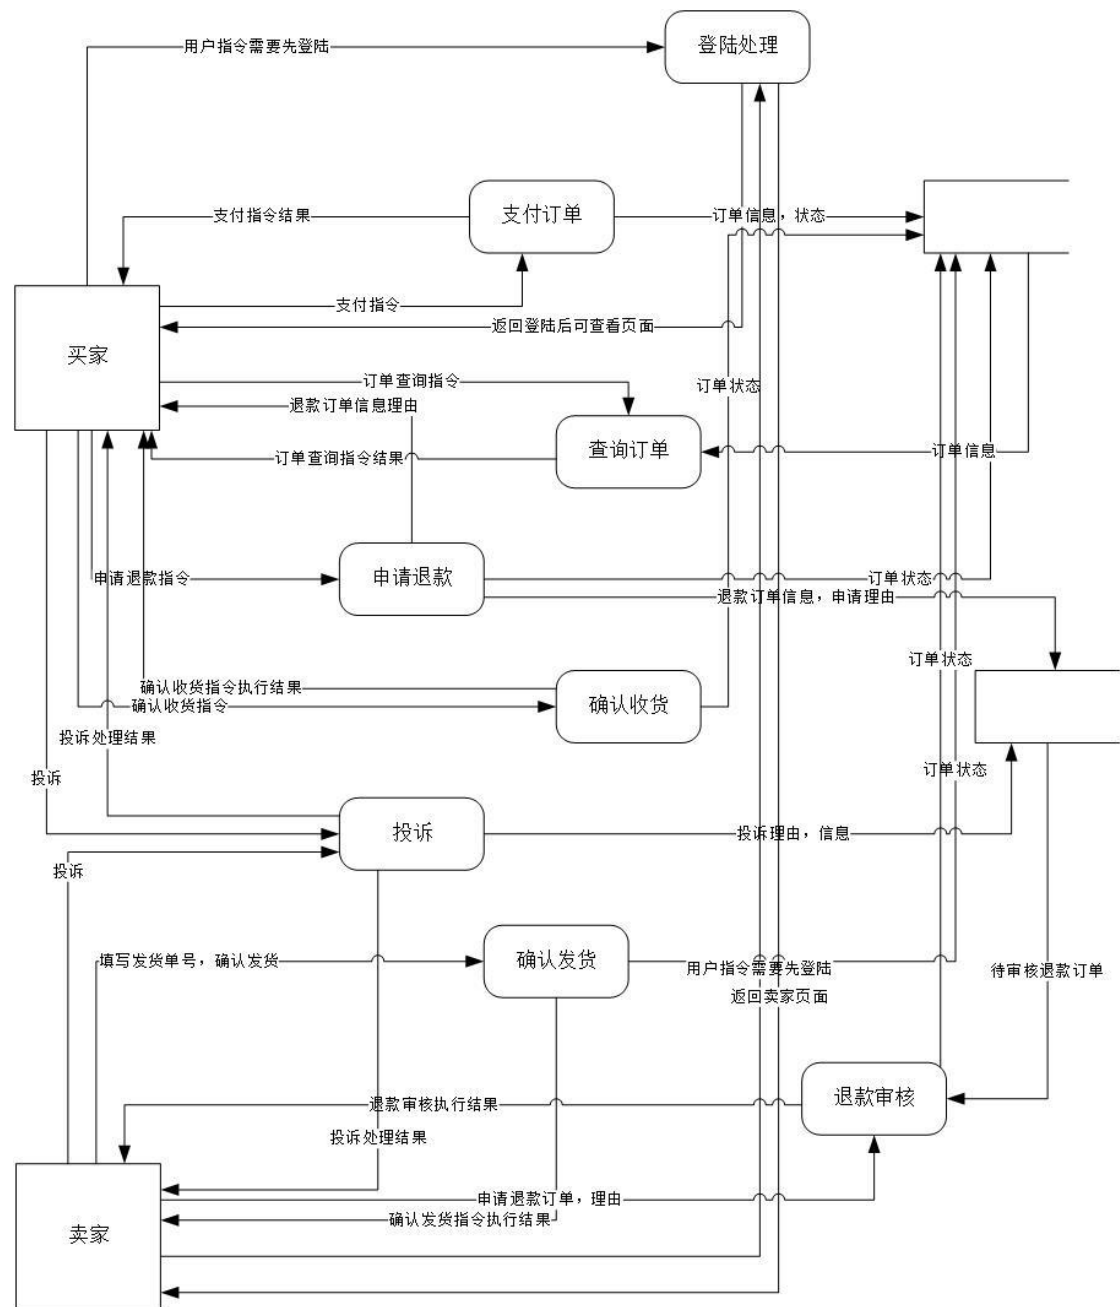 用户指令需要先登陆
登陆处理
支付指令结果
支付订单
订单信息，状态
支付指令
返回登陆后可查看页面
买家
订单查询指令
订单状态
退款订单信息理由
订单查询指令结果
查询订单
订单信息
申请退款指令
申请退款
订单状态
退款订单信息，申请理由
订单状态
确认收货指令执行结果
确认收货指令
确认收货
投诉处理结果
订单状态
投诉
投诉
投诉理由，信息
投诉
填写发货单号，确认发货
确认发货
用户指令需要先登陆
待审核退款订单
返回卖家页面
退款审核执行结果
退款审核
投诉处理结果
申请退款订单，理由
确认发货指令执行结果
卖家